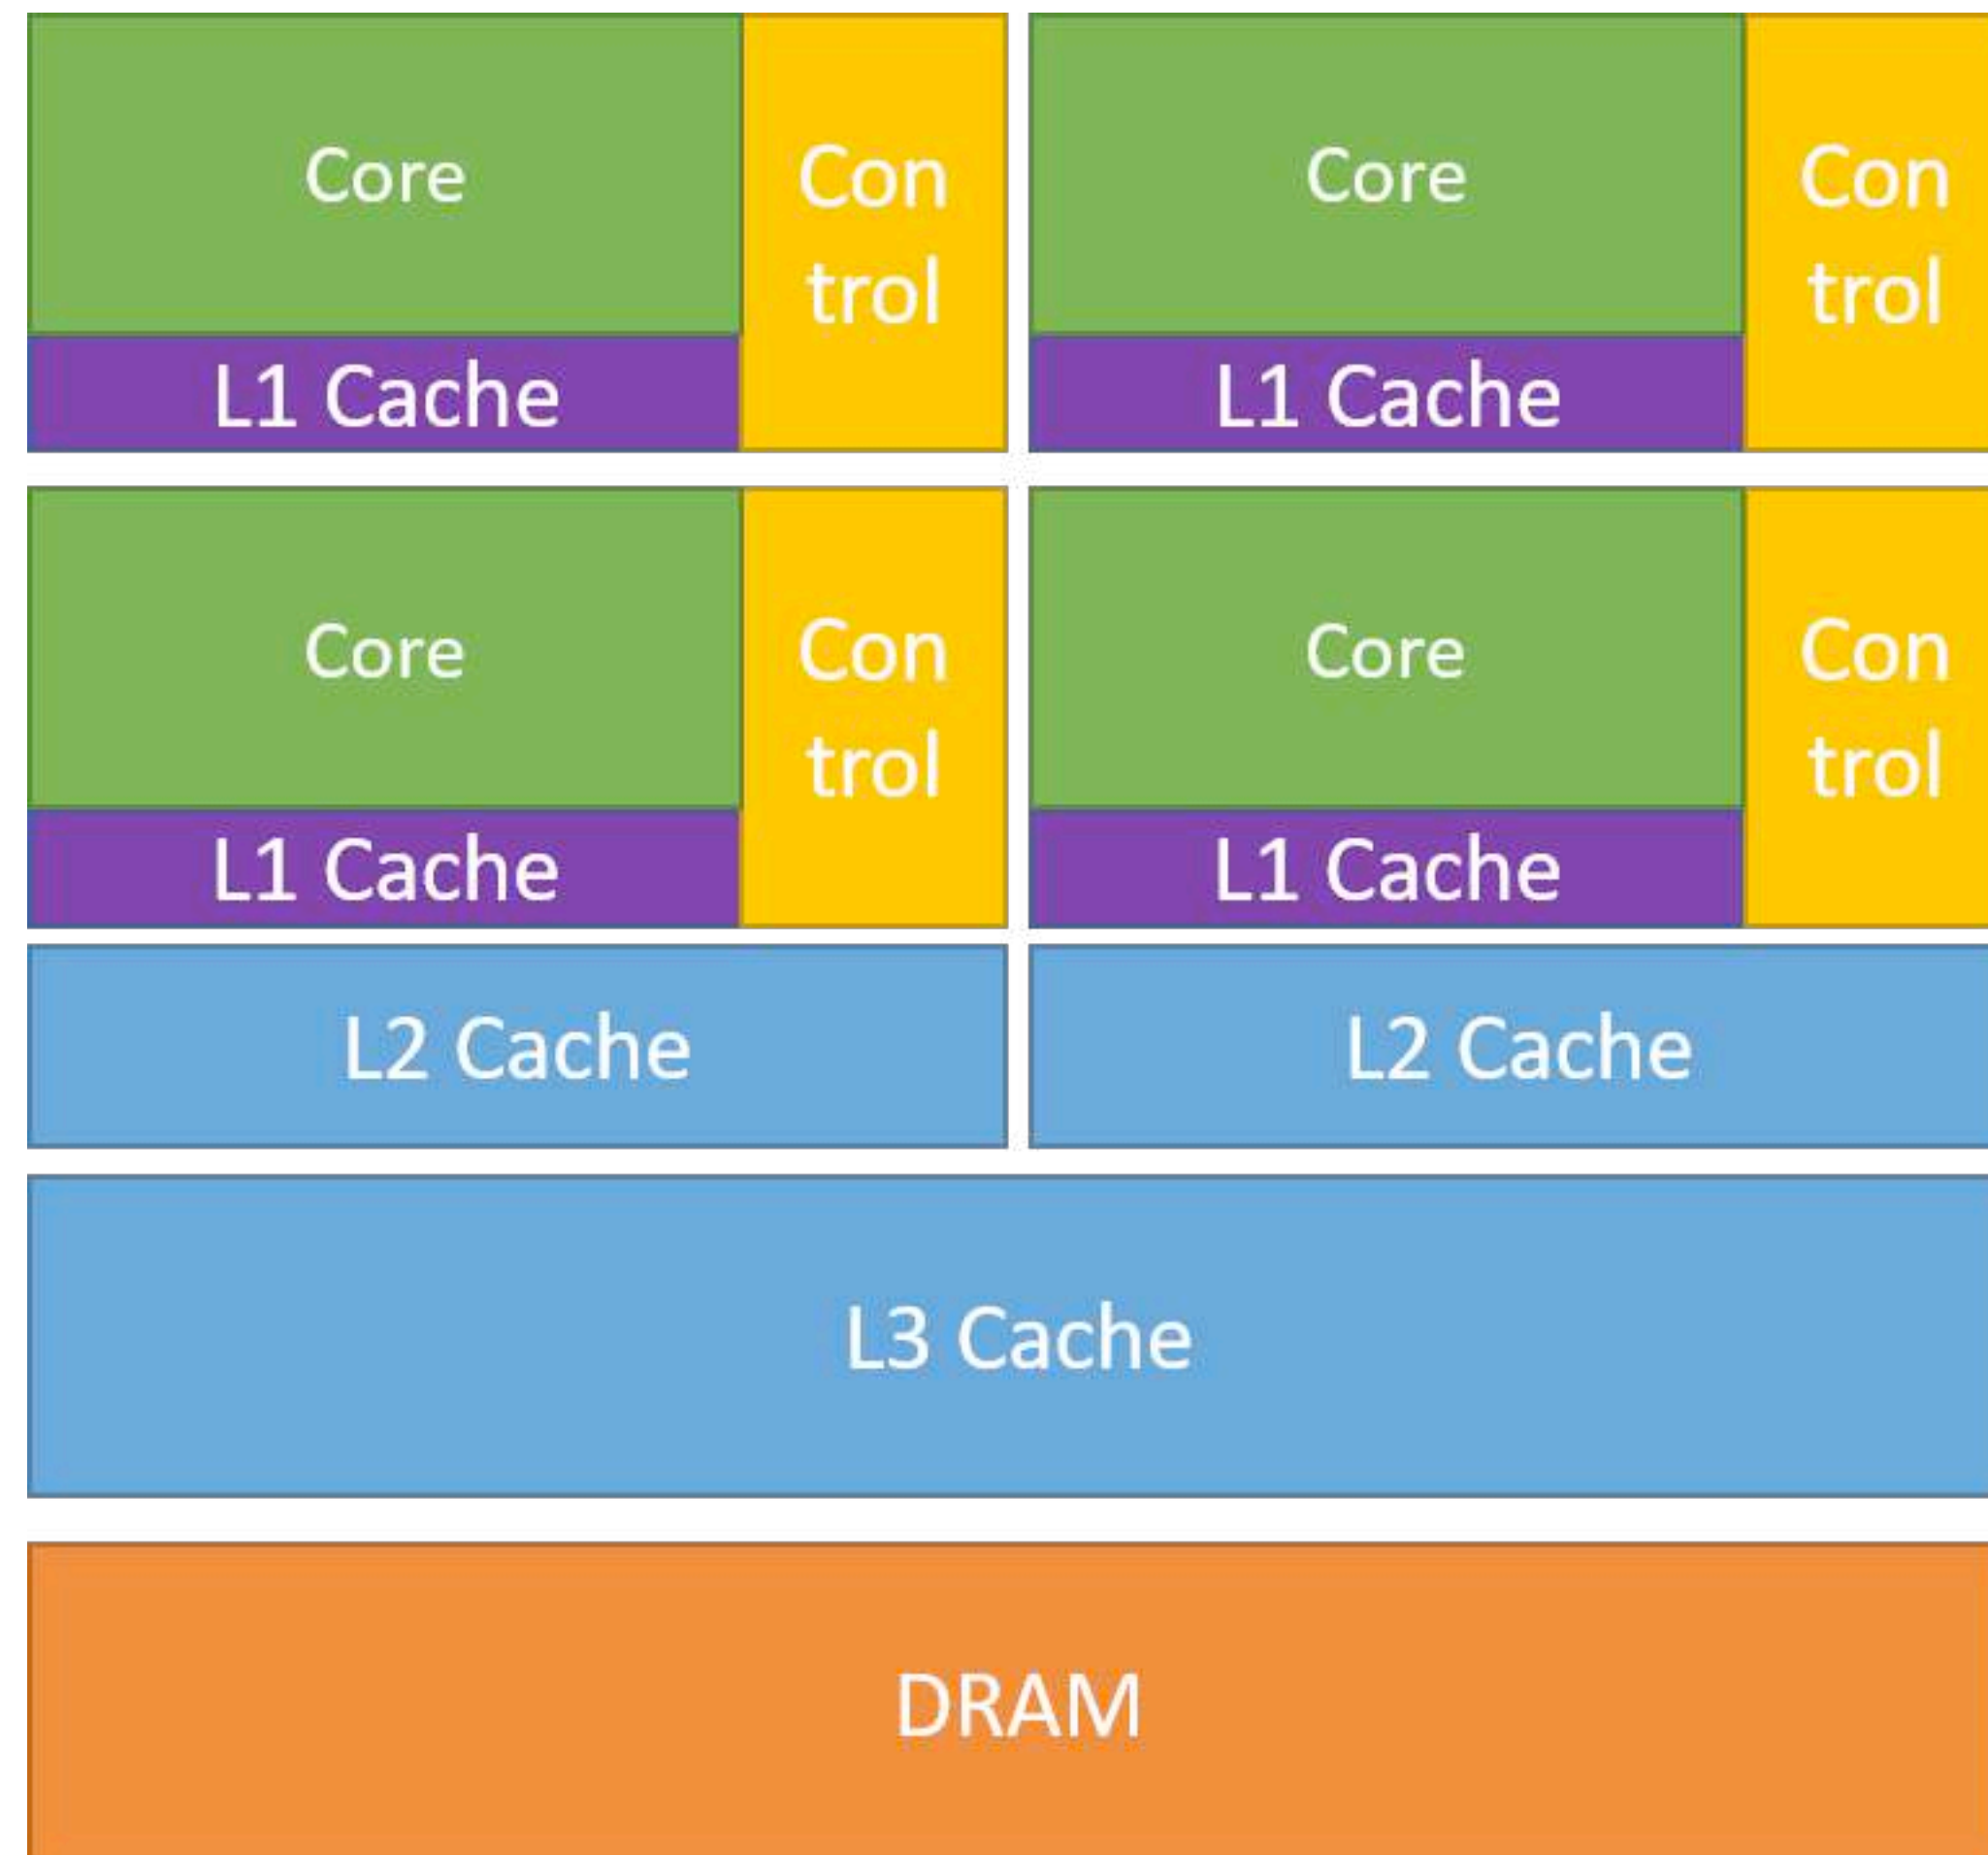 Core
Con
trol
Core
Con
trol
L1 Cache
L1 Cache
Core
Con
trol
Core
Con
trol
L1 Cache
L1 Cache
L2 Cache
L2 Cache
L3 Cache
DRAM